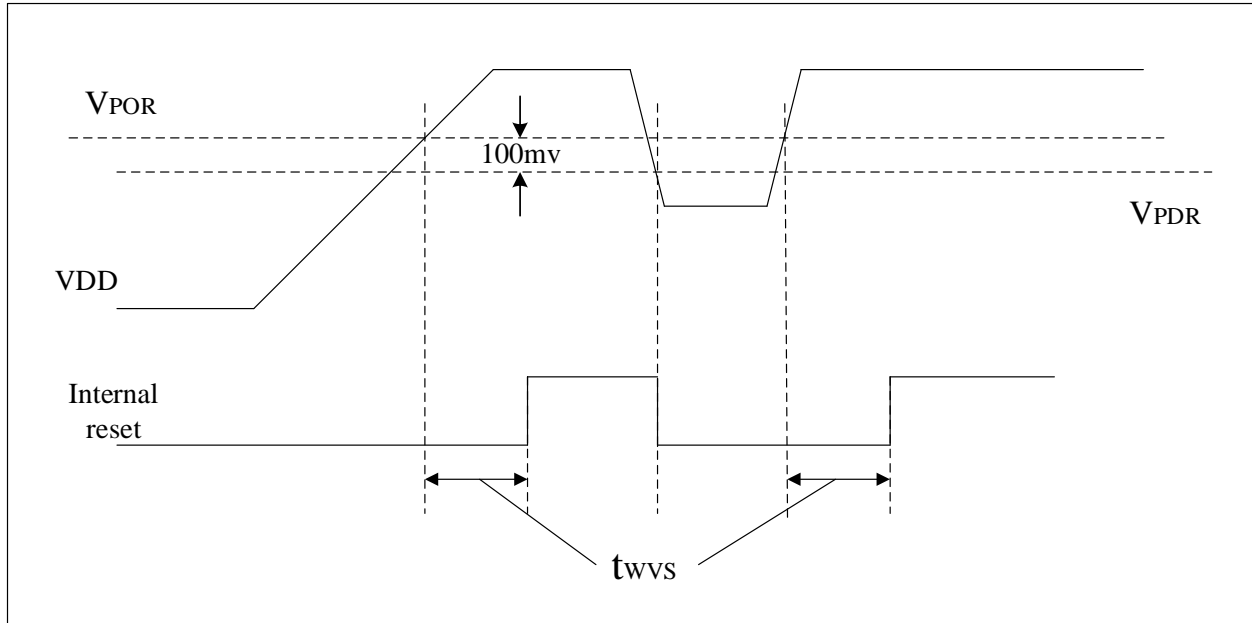 VPOR
100mv
VPDR
VDD
Internal
reset
twvs